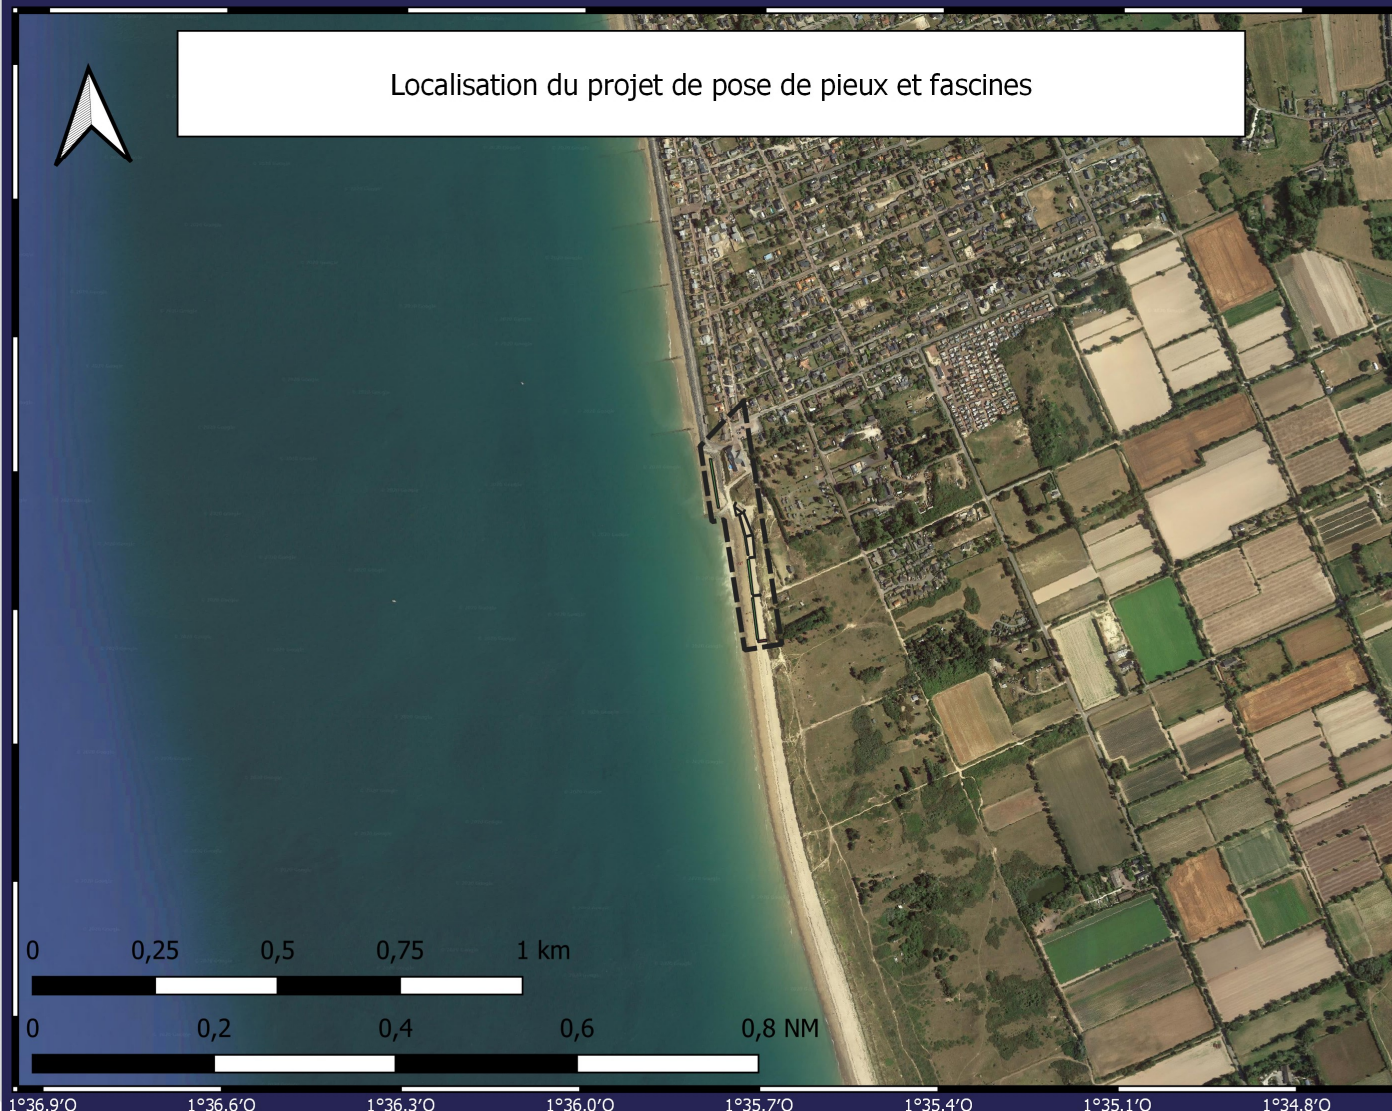 Localisation du projet de pose de pieux et fascines
0 0,25 0,5 0,75 1 km
0 0,2 0,4 0,6 0,8 NM
1°36.9′O 1°36.6′O 1°36.3′O 1°36.0′O 1°35.7′O 1°35.4′O 1°35.1′O 1°34.8′O